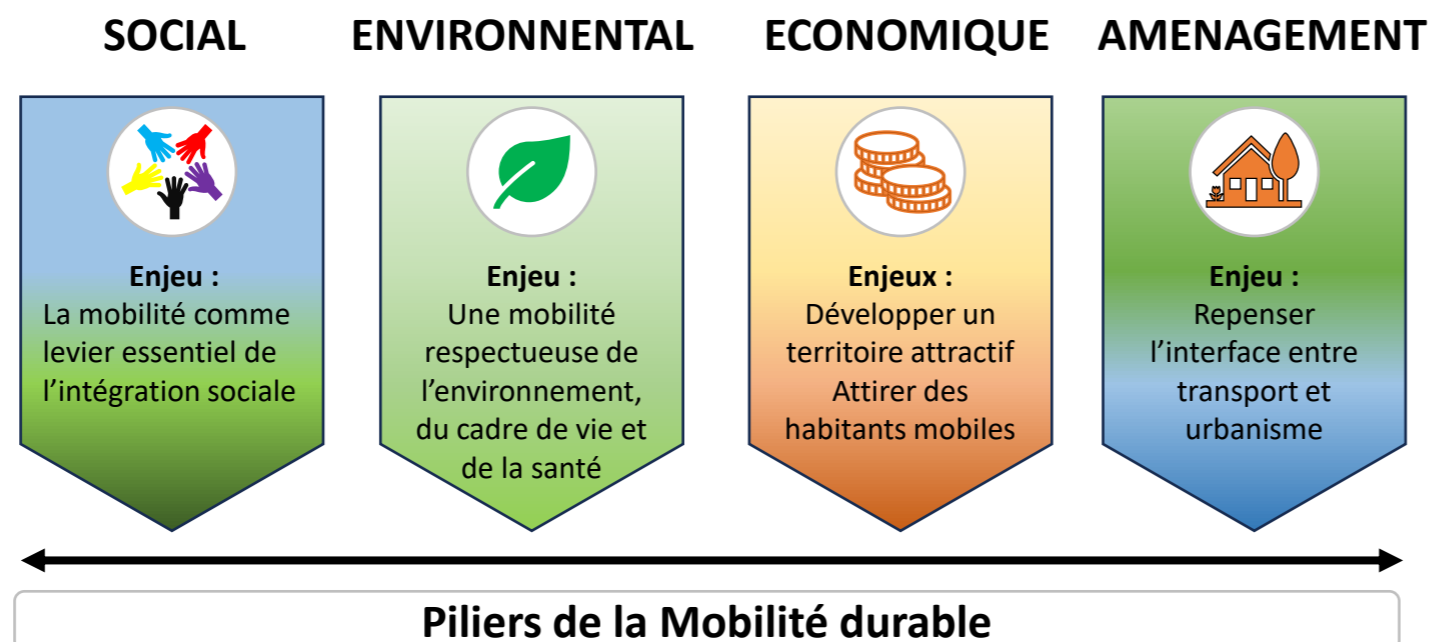 SOCIAL
ENVIRONNENTAL
ECONOMIQUE
AMENAGEMENT
Enjeu :
La mobilité comme
levier essentiel de
l’intégration sociale
Enjeu :
Une mobilité
respectueuse de
l’environnement,
du cadre de vie et
de la santé
Enjeux :
Développer un
territoire attractif
Attirer des
habitants mobiles
Enjeu :
Repenser
l’interface entre
transport et
urbanisme
Piliers de la Mobilité durable